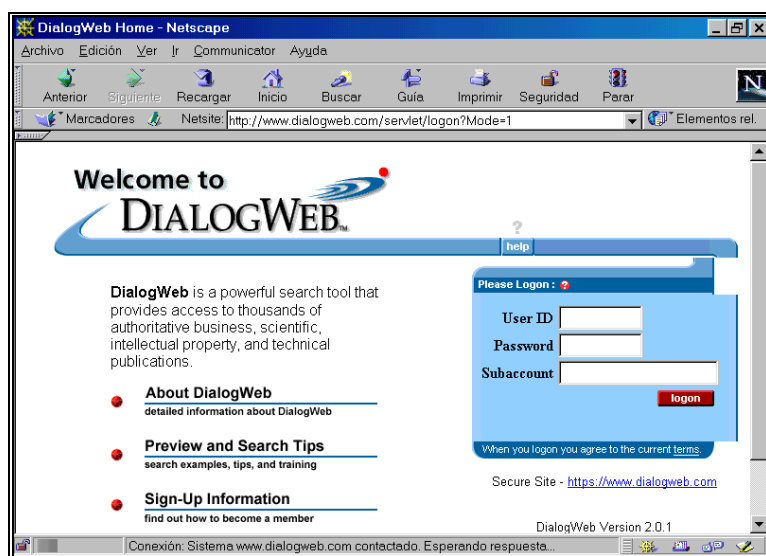 DialogWeb Home - Netscape
Archivo Edición Ver Ir Communicator Ayuda
Anterior Siguiente Recargar Inicio Buscar Guía Imprimir Seguridad Parar
N
Marcadores Netsite: http://www.dialogweb.com/servlet/logon?Mode=1 Elementos rel.
Welcome to
DIALOGWEB™
?
help
DialogWeb is a powerful search tool that
provides access to thousands of
authoritative business, scientific,
intellectual property, and technical
publications.
About DialogWeb
detailed information about DialogWeb
Preview and Search Tips
search examples, tips, and training
Sign-Up Information
find out how to become a member
Please Logon : ?
User ID
Password
Subaccount
logon
When you logon you agree to the current terms.
Secure Site - https://www.dialogweb.com
DialogWeb Version 2.0.1
Conexión: Sistema www.dialogweb.com contactado. Esperando respuesta...